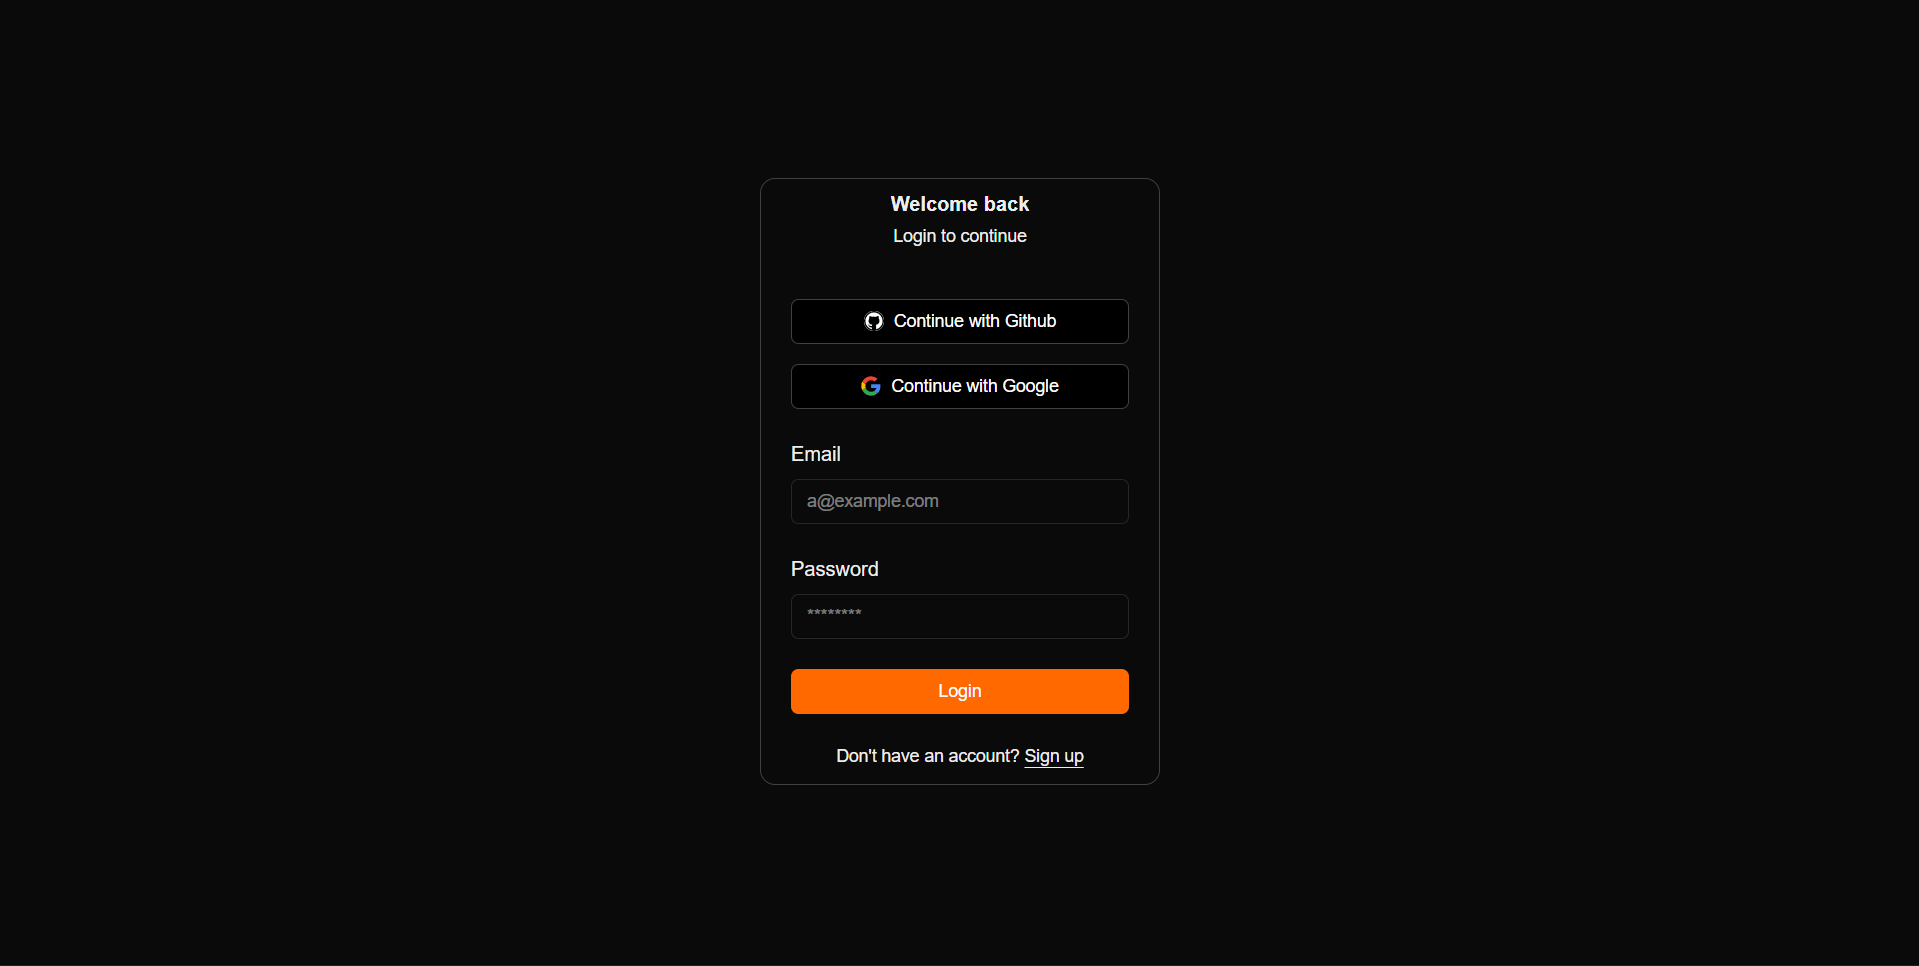 Welcome back
Login to continue
Continue with Github
Continue with Google
Email
a@example.com
Password
********
Login
Don't have an account? Sign up